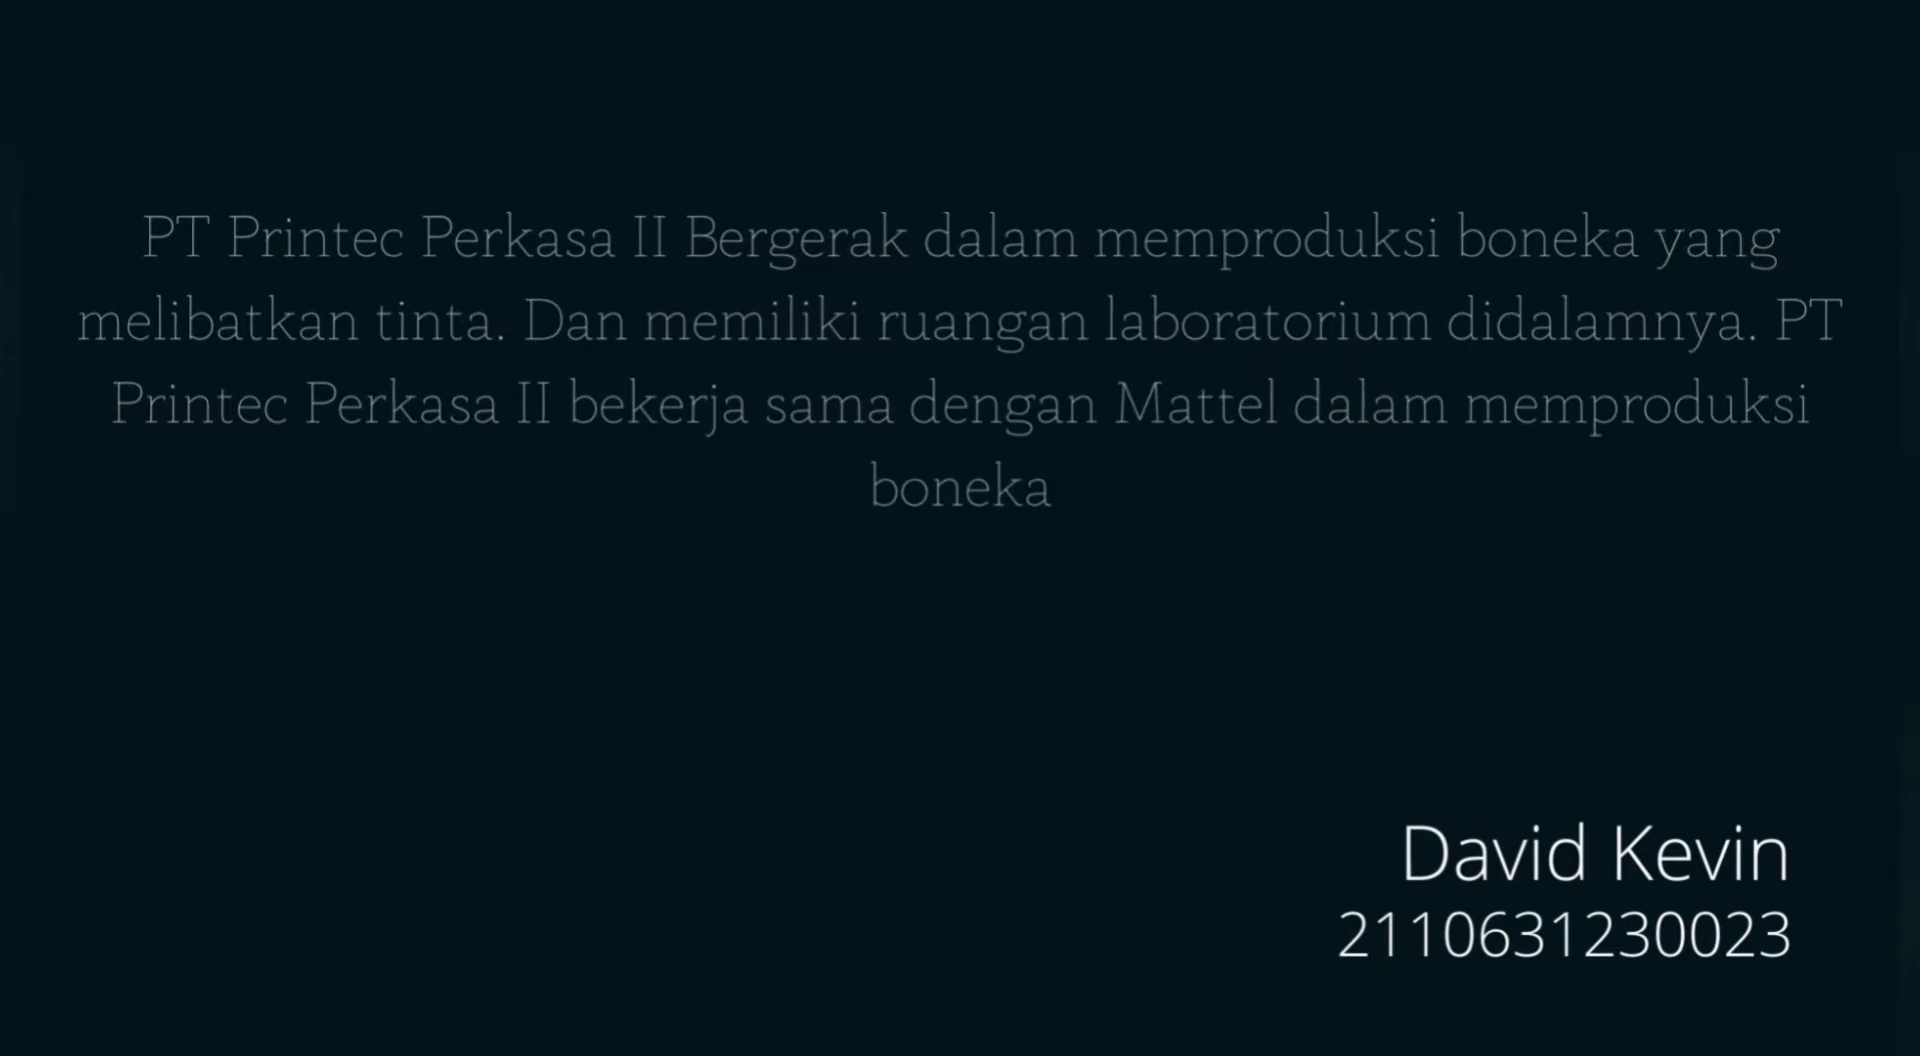 PT Printec Perkasa II Bergerak dalam memproduksi boneka yang
melibatkan tinta. Dan memiliki ruangan laboratorium didalamnya. PT
Printec Perkasa II bekerja sama dengan Mattel dalam memproduksi
boneka
David Kevin
2110631230023